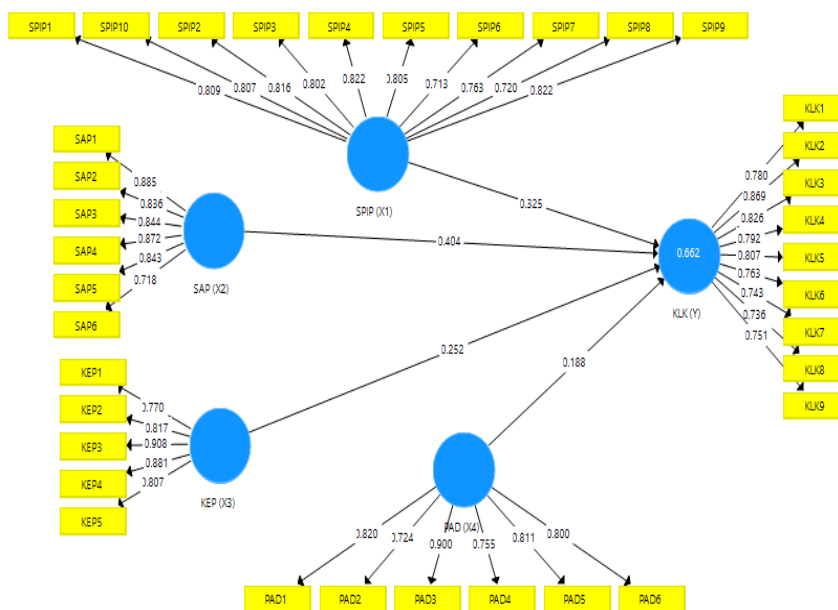 SPIP1 SPIP10 SPIP2 SPIP3 SPIP4 SPIP5 SPIP6 SPIP7 SPIP8 SPIP9
0.809 0.807 0.816 0.802 0.822 0.805 0.713 0.763 0.720 0.822
SPIP (X1)
SAP1
SAP2
SAP3
SAP4
SAP5
SAP6
0.885
0.836
0.844
0.872
0.843
0.718
SAP (X2)
KEP1
KEP2
KEP3
KEP4
KEP5
0.770
0.817
0.908
0.881
0.807
KEP (X3)
0.325
0.404
0.252
0.188
0.662
KLK (Y)
0.780
0.869
0.826
0.792
0.807
0.763
0.743
0.736
0.751
KLK1
KLK2
KLK3
KLK4
KLK5
KLK6
KLK7
KLK8
KLK9
PAD (X4)
0.820 0.724 0.900 0.755 0.811 0.800
PAD1 PAD2 PAD3 PAD4 PAD5 PAD6